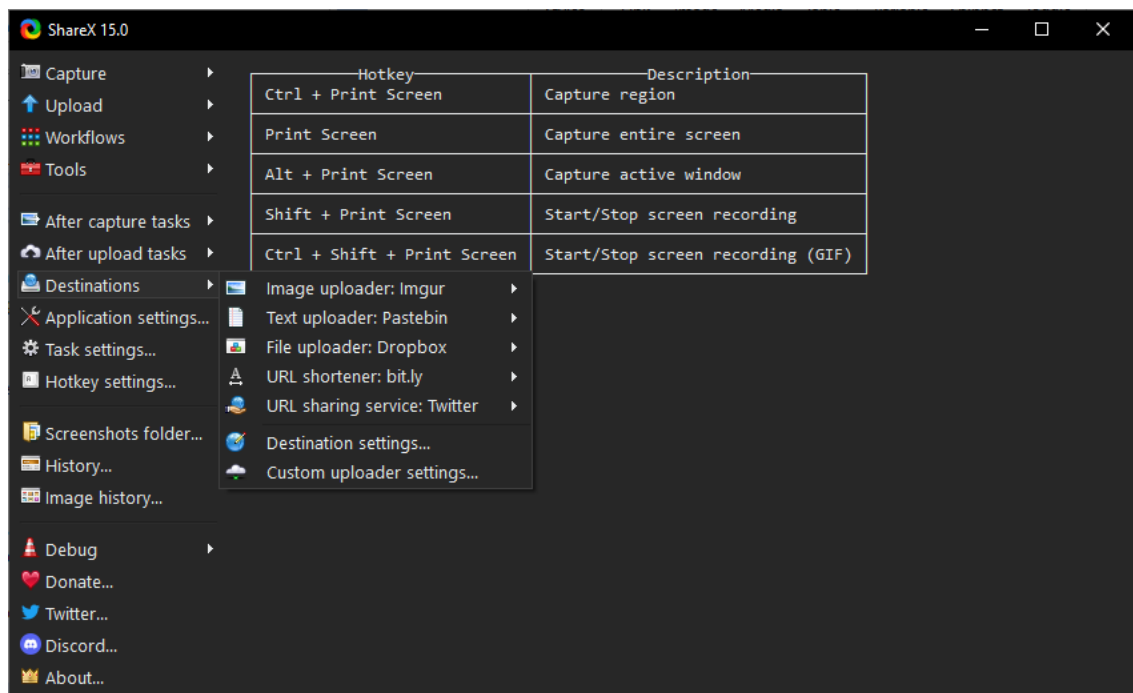 ShareX 15.0
Capture
Upload
Workflows
Tools
After capture tasks
After upload tasks
Destinations
Application settings...
Task settings...
Hotkey settings...
Screenshots folder...
History...
Image history...
Debug
Donate...
Twitter...
Discord...
About...
Hotkey Description
Ctrl + Print Screen Capture region
Print Screen Capture entire screen
Alt + Print Screen Capture active window
Shift + Print Screen Start/Stop screen recording
Ctrl + Shift + Print Screen Start/Stop screen recording (GIF)
Image uploader: Imgur
Text uploader: Pastebin
File uploader: Dropbox
URL shortener: bit.ly
URL sharing service: Twitter
Destination settings...
Custom uploader settings...